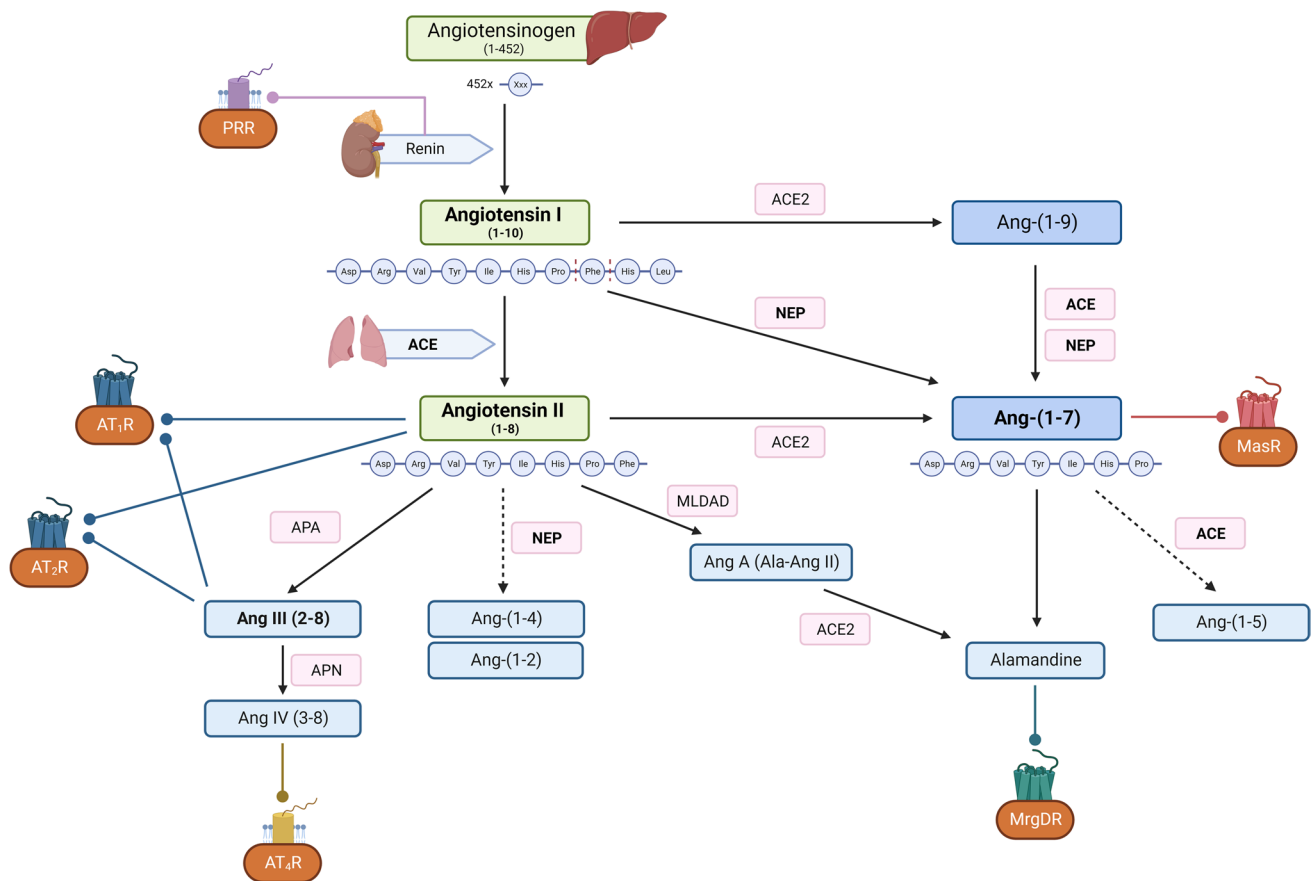 Angiotensinogen
(1-452)
452x Xxx
PRR
Renin
Angiotensin I
(1-10)
ACE2
Ang-(1-9)
Asp Arg Val Tyr Ile His Pro Phe His Leu
NEP
ACE
NEP
ACE
AT₁R
Angiotensin II
(1-8)
ACE2
Ang-(1-7)
MasR
Asp Arg Val Tyr Ile His Pro Phe
Asp Arg Val Tyr Ile His Pro
AT₂R
APA
NEP
MLDAD
ACE
Ang A (Ala-Ang II)
Ang III (2-8)
Ang-(1-4)
ACE2
Ang-(1-5)
Ang-(1-2)
Alamandine
APN
Ang IV (3-8)
MrgDR
AT₄R